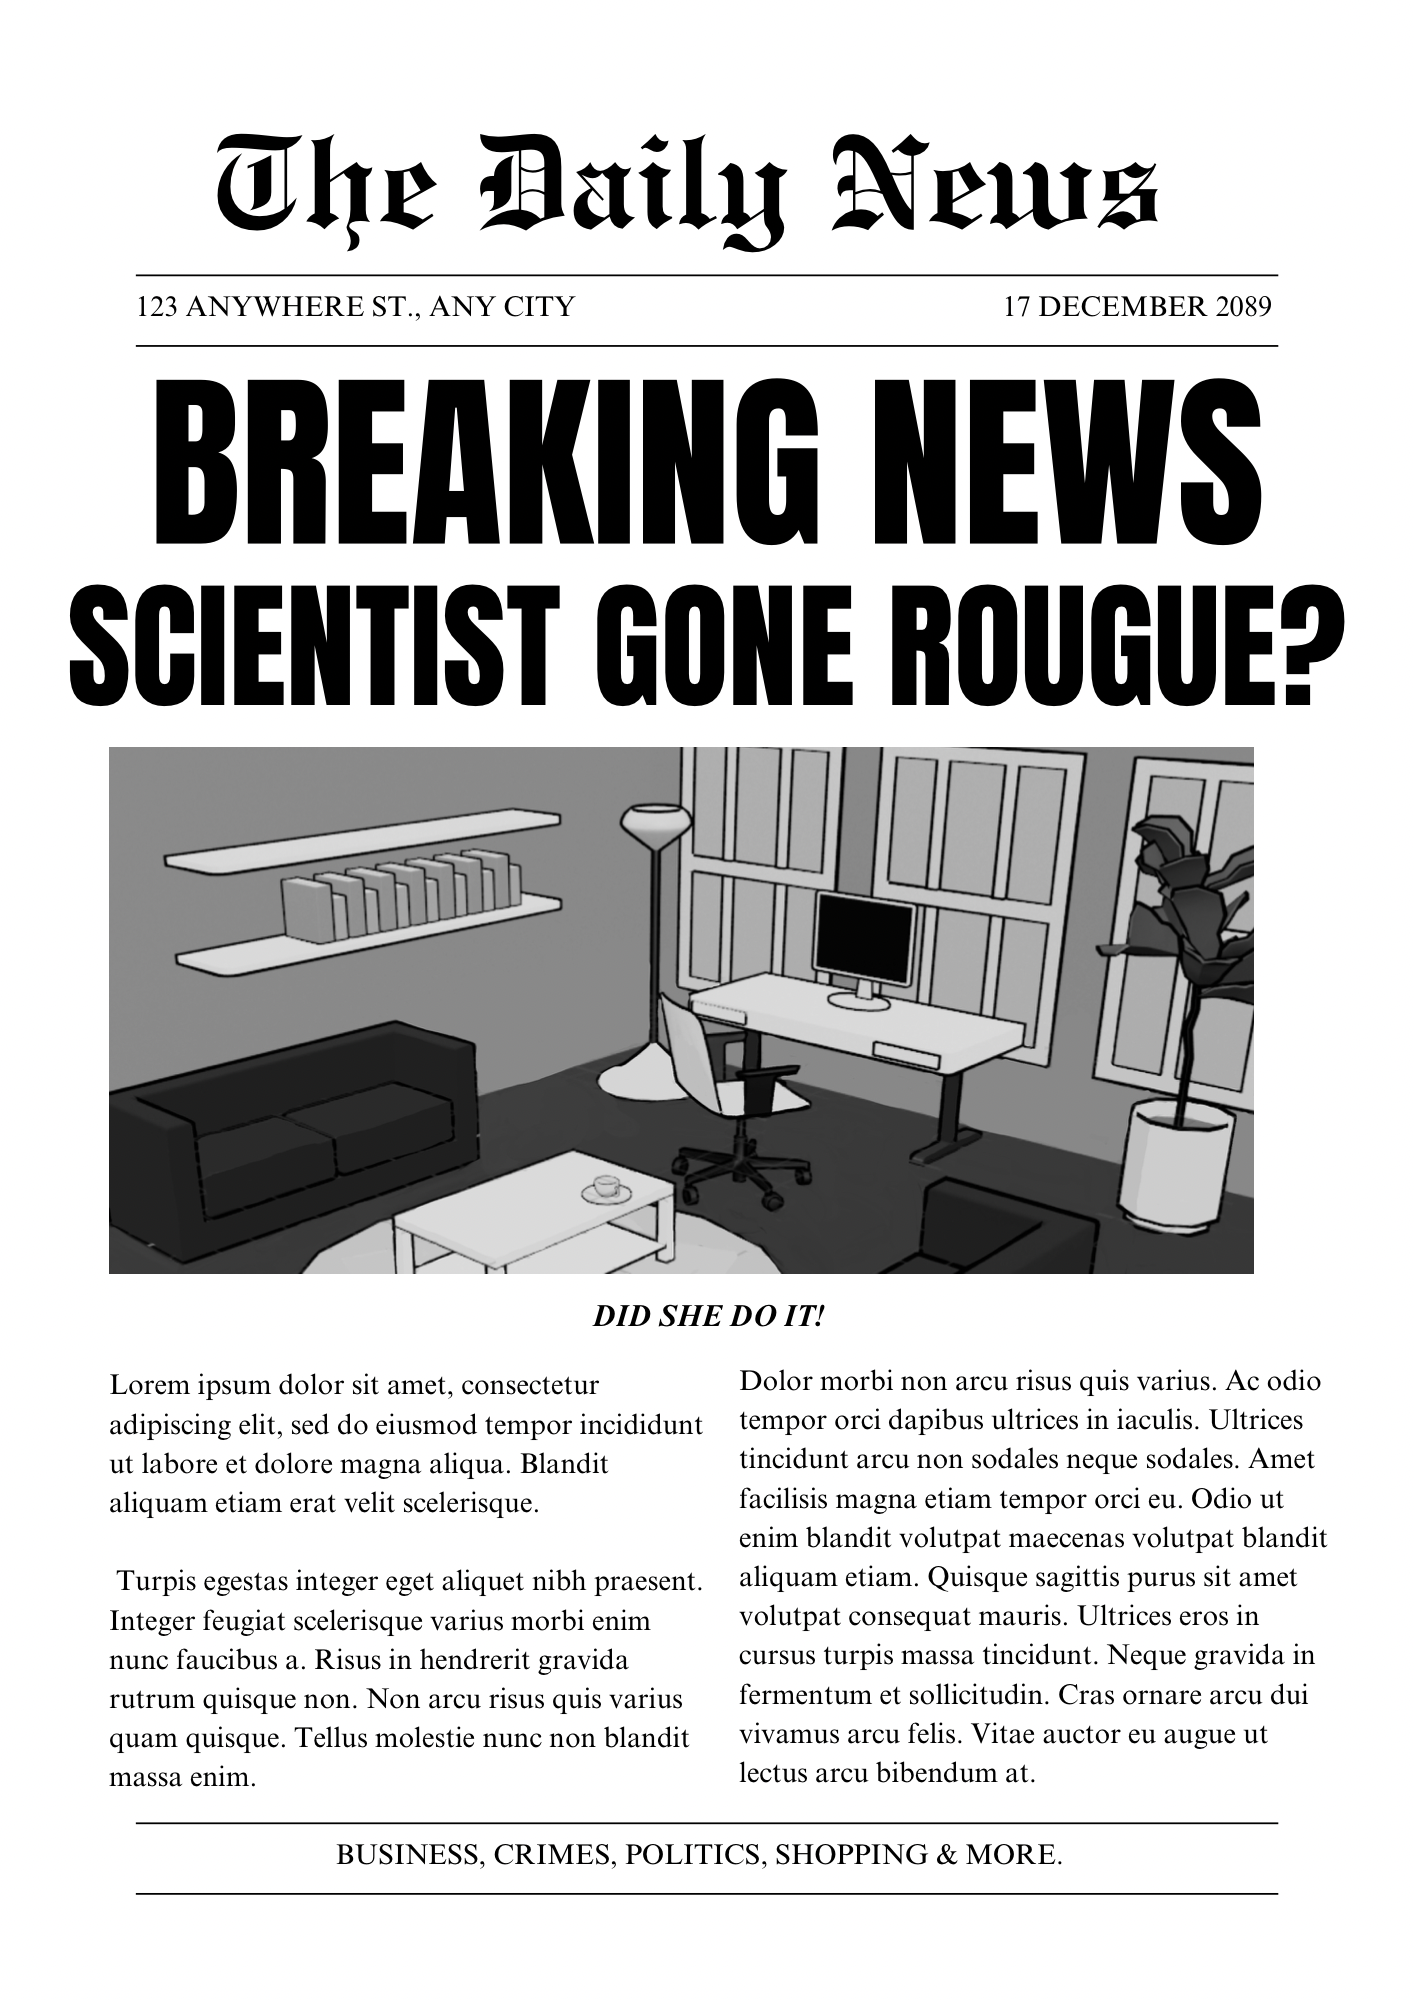 The Daily News
123 ANYWHERE ST., ANY CITY
17 DECEMBER 2089
BREAKING NEWS
SCIENTIST GONE ROUGUE?
DID SHE DO IT!
Lorem ipsum dolor sit amet, consectetur
adipiscing elit, sed do eiusmod tempor incididunt
ut labore et dolore magna aliqua. Blandit
aliquam etiam erat velit scelerisque.
Turpis egestas integer eget aliquet nibh praesent.
Integer feugiat scelerisque varius morbi enim
nunc faucibus a. Risus in hendrerit gravida
rutrum quisque non. Non arcu risus quis varius
quam quisque. Tellus molestie nunc non blandit
massa enim.
Dolor morbi non arcu risus quis varius. Ac odio
tempor orci dapibus ultrices in iaculis. Ultrices
tincidunt arcu non sodales neque sodales. Amet
facilisis magna etiam tempor orci eu. Odio ut
enim blandit volutpat maecenas volutpat blandit
aliquam etiam. Quisque sagittis purus sit amet
volutpat consequat mauris. Ultrices eros in
cursus turpis massa tincidunt. Neque gravida in
fermentum et sollicitudin. Cras ornare arcu dui
vivamus arcu felis. Vitae auctor eu augue ut
lectus arcu bibendum at.
BUSINESS, CRIMES, POLITICS, SHOPPING & MORE.